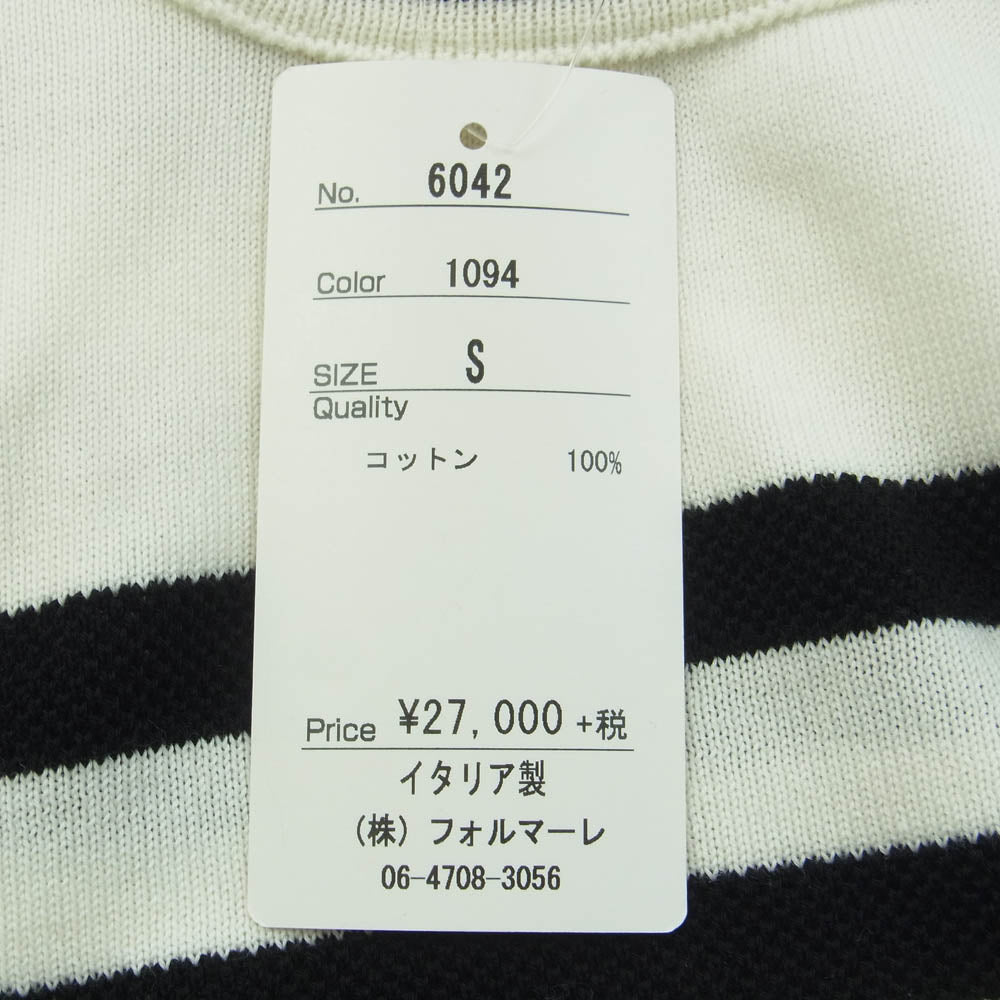 No. 6042
Color 1094
SIZE S
Quality
コットン 100%
Price ¥27,000 +税
イタリア製
(株) フォルマーレ
06-4708-3056